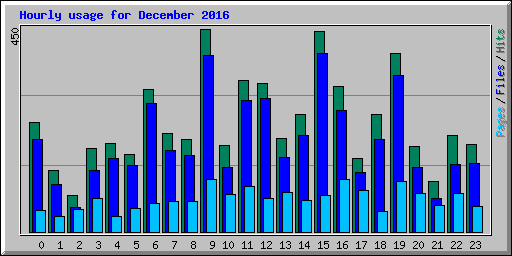 Hourly usage for December 2016
450
Pages/Files/Hits
0 1 2 3 4 5 6 7 8 9 10 11 12 13 14 15 16 17 18 19 20 21 22 23